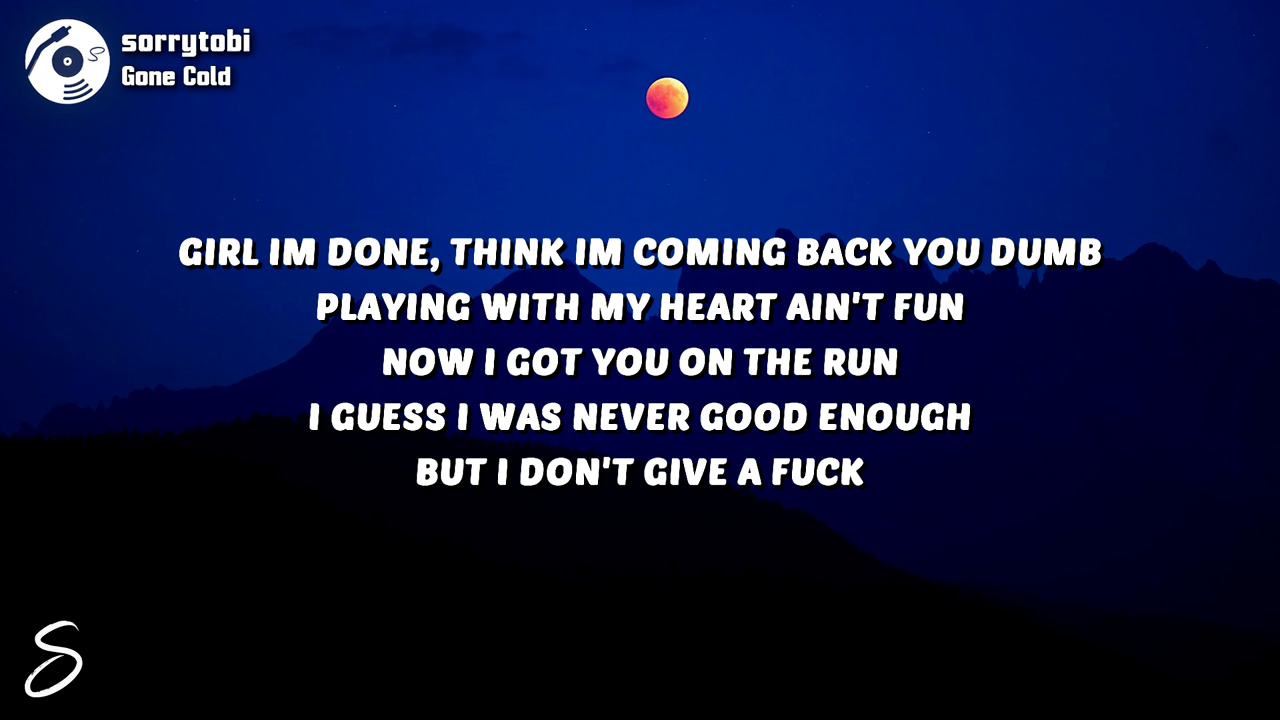 sorrytobi
Gone Cold
GIRL IM DONE, THINK IM COMING BACK YOU DUMB
PLAYING WITH MY HEART AIN'T FUN
NOW I GOT YOU ON THE RUN
I GUESS I WAS NEVER GOOD ENOUGH
BUT I DON'T GIVE A FUCK
S